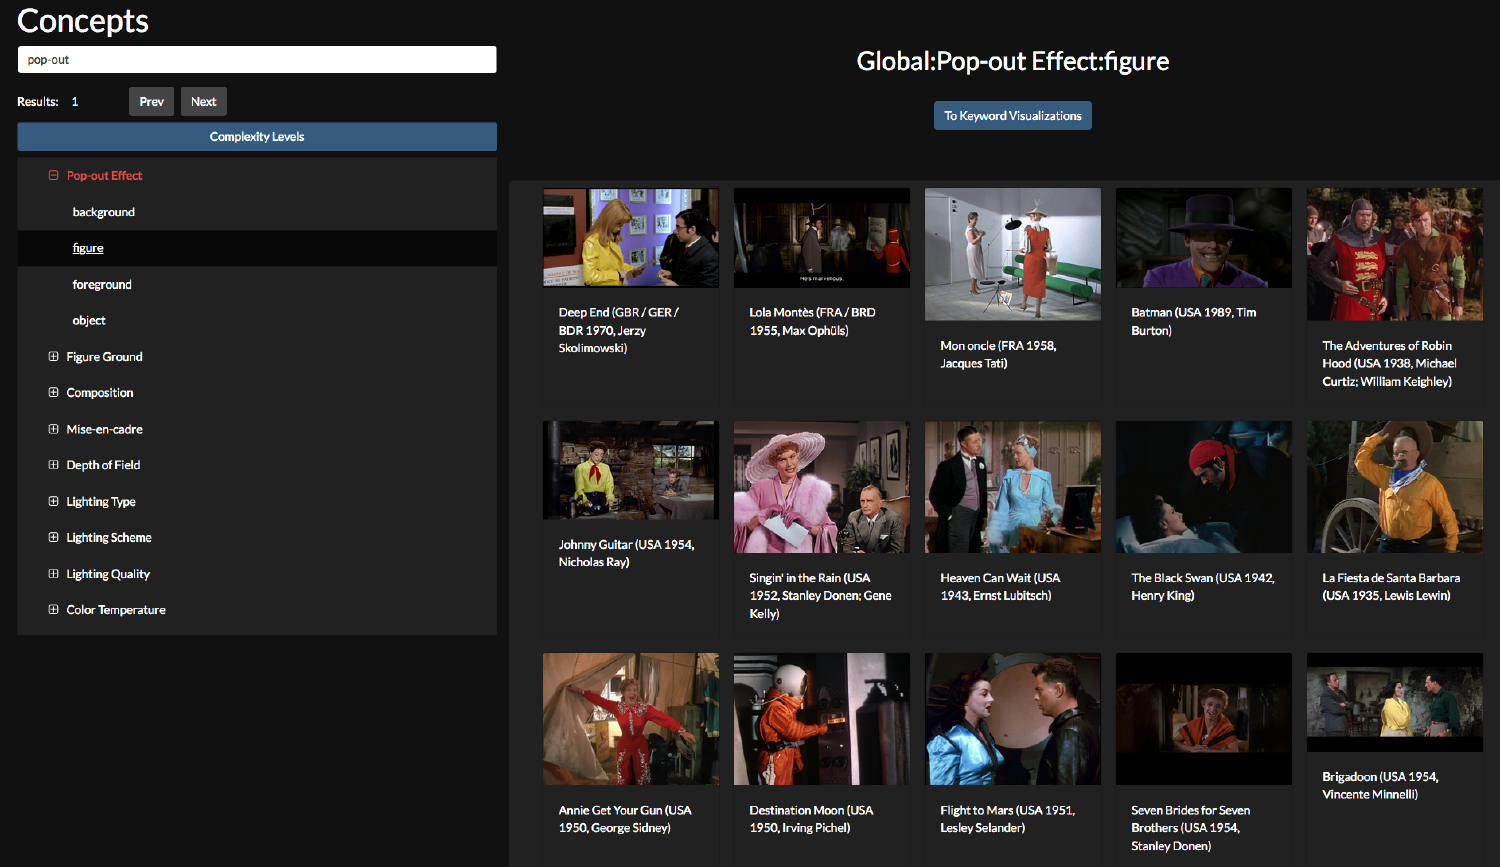 Concepts
pop-out
Results: 1 Prev Next
Complexity Levels
Pop-out Effect
background
figure
foreground
object
Figure Ground
Composition
Mise-en-cadre
Depth of Field
Lighting Type
Lighting Scheme
Lighting Quality
Color Temperature
Global:Pop-out Effect:figure
To Keyword Visualizations
Deep End (GBR / GER /
BDR 1970, Jerzy
Skolimowski)
He's marvelous.
Lola Montès (FRA / BRD
1955, Max Ophüls)
Mon oncle (FRA 1958,
Jacques Tati)
Batman (USA 1989, Tim
Burton)
The Adventures of Robin
Hood (USA 1938, Michael
Curtiz; William Keighley)
Johnny Guitar (USA 1954,
Nicholas Ray)
Singin' in the Rain (USA
1952, Stanley Donen; Gene
Kelly)
Heaven Can Wait (USA
1943, Ernst Lubitsch)
The Black Swan (USA 1942,
Henry King)
La Fiesta de Santa Barbara
(USA 1935, Lewis Lewin)
Annie Get Your Gun (USA
1950, George Sidney)
Destination Moon (USA
1950, Irving Pichel)
Flight to Mars (USA 1951,
Lesley Selander)
Seven Brides for Seven
Brothers (USA 1954,
Stanley Donen)
Brigadoon (USA 1954,
Vincente Minnelli)